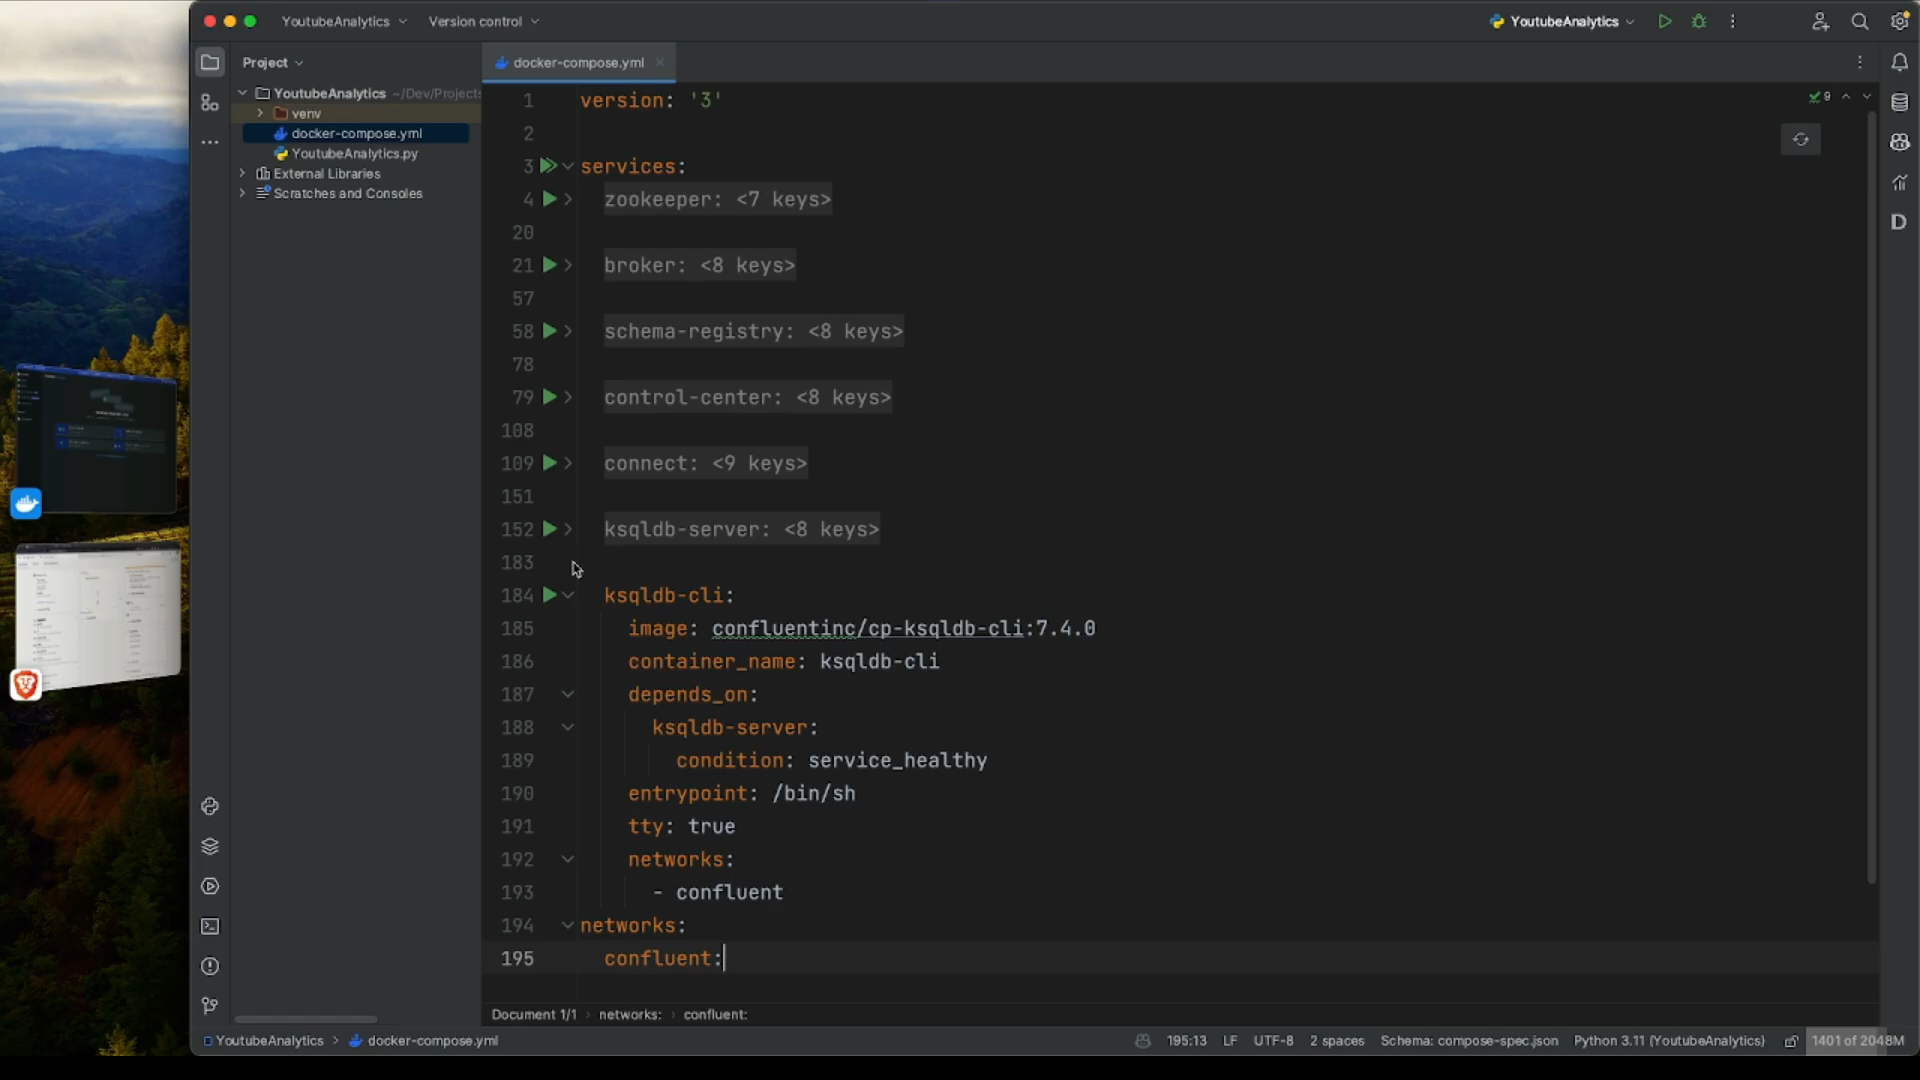 YoutubeAnalytics
Version control
YoutubeAnalytics
Project
docker-compose.yml
YoutubeAnalytics ~/Dev/Projects
venv
docker-compose.yml
YoutubeAnalytics.py
External Libraries
Scratches and Consoles
9
D
1 version: '3'
2
3 services:
4 zookeeper: <7 keys>
20
21 broker: <8 keys>
57
58 schema-registry: <8 keys>
78
79 control-center: <8 keys>
108
109 connect: <9 keys>
151
152 ksqldb-server: <8 keys>
183
184 ksqldb-cli:
185 image: confluentinc/cp-ksqldb-cli:7.4.0
186 container_name: ksqldb-cli
187 depends_on:
188 ksqldb-server:
189 condition: service_healthy
190 entrypoint: /bin/sh
191 tty: true
192 networks:
193 - confluent
194 networks:
195 confluent:
Document 1/1 › networks: › confluent:
YoutubeAnalytics › docker-compose.yml
195:13 LF UTF-8 2 spaces Schema: compose-spec.json Python 3.11 (YoutubeAnalytics) 1401 of 2048M